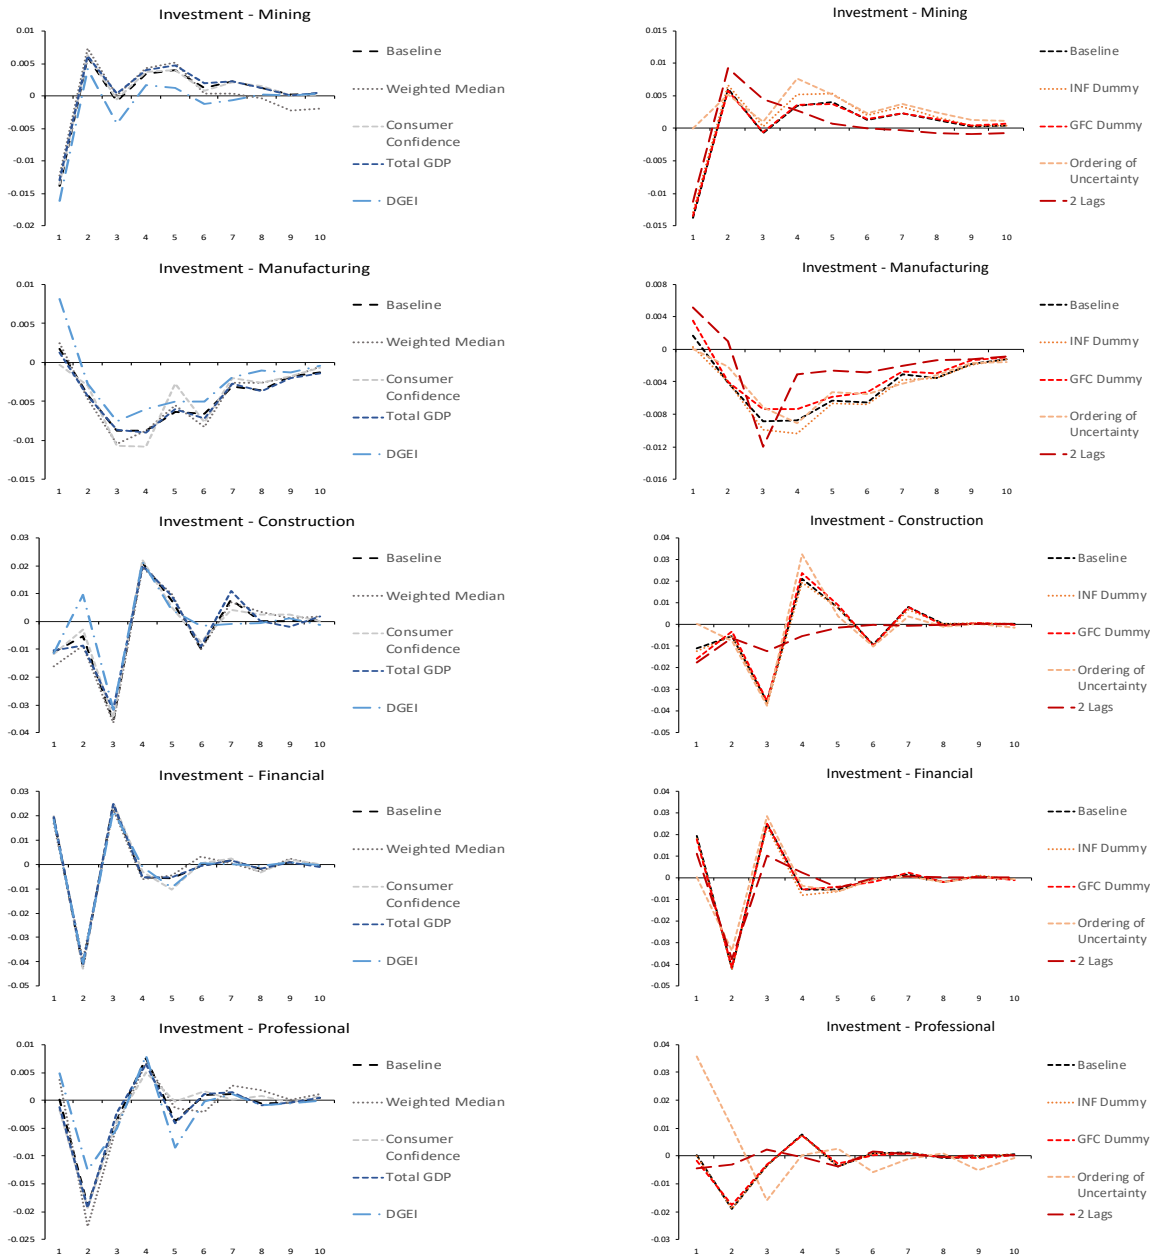 Investment - Mining
0.01
0.005
0
-0.005
-0.01
-0.015
-0.02
1 2 3 4 5 6 7 8 9 10
Baseline
Weighted Median
Consumer
Confidence
Total GDP
DGEI
Investment - Mining
0.015
0.01
0.005
0
-0.005
-0.01
-0.015
1 2 3 4 5 6 7 8 9 10
Baseline
INF Dummy
GFC Dummy
Ordering of
Uncertainty
2 Lags
Investment - Manufacturing
0.01
0.005
0
-0.005
-0.01
-0.015
1 2 3 4 5 6 7 8 9 10
Baseline
Weighted Median
Consumer
Confidence
Total GDP
DGEI
Investment - Manufacturing
0.008
0.004
0
-0.004
-0.008
-0.012
-0.016
1 2 3 4 5 6 7 8 9 10
Baseline
INF Dummy
GFC Dummy
Ordering of
Uncertainty
2 Lags
Investment - Construction
0.03
0.02
0.01
0
-0.01
-0.02
-0.03
-0.04
1 2 3 4 5 6 7 8 9 10
Baseline
Weighted Median
Consumer
Confidence
Total GDP
DGEI
Investment - Construction
0.04
0.03
0.02
0.01
0
-0.01
-0.02
-0.03
-0.04
-0.05
1 2 3 4 5 6 7 8 9 10
Baseline
INF Dummy
GFC Dummy
Ordering of
Uncertainty
2 Lags
Investment - Financial
0.03
0.02
0.01
0
-0.01
-0.02
-0.03
-0.04
-0.05
1 2 3 4 5 6 7 8 9 10
Baseline
Weighted Median
Consumer
Confidence
Total GDP
DGEI
Investment - Financial
0.04
0.03
0.02
0.01
0
-0.01
-0.02
-0.03
-0.04
-0.05
1 2 3 4 5 6 7 8 9 10
Baseline
INF Dummy
GFC Dummy
Ordering of
Uncertainty
2 Lags
Investment - Professional
0.01
0.005
0
-0.005
-0.01
-0.015
-0.02
-0.025
1 2 3 4 5 6 7 8 9 10
Baseline
Weighted Median
Consumer
Confidence
Total GDP
DGEI
Investment - Professional
0.04
0.03
0.02
0.01
0
-0.01
-0.02
-0.03
1 2 3 4 5 6 7 8 9 10
Baseline
INF Dummy
GFC Dummy
Ordering of
Uncertainty
2 Lags